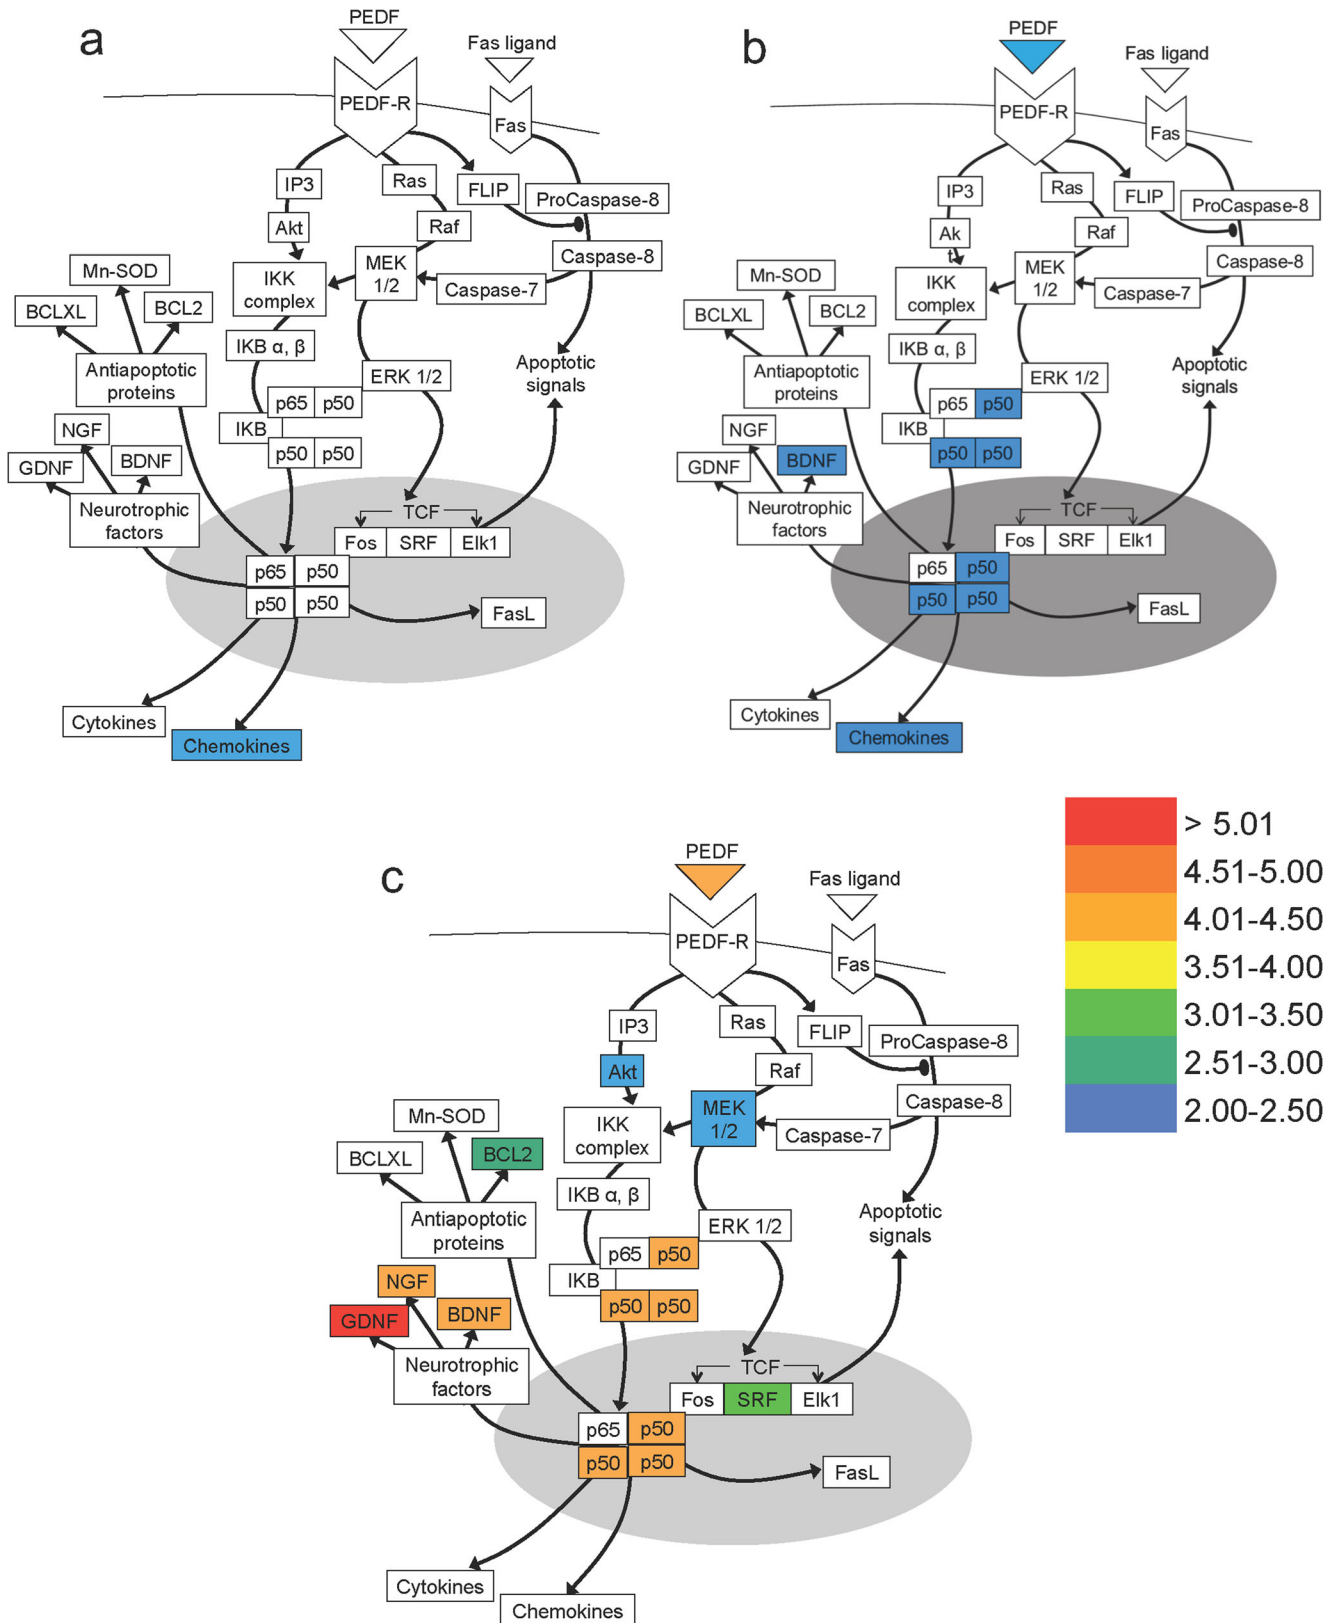 a
PEDF
Fas ligand
PEDF-R
Fas
IP3
Ras
FLIP
ProCaspase-8
Akt
Raf
Mn-SOD
IKK
complex
MEK
1/2
Caspase-8
Caspase-7
BCLXL
BCL2
IKB α, β
Antiapoptotic
proteins
ERK 1/2
Apoptotic
signals
p65
p50
IKB
NGF
p50
p50
GDNF
BDNF
Neurotrophic
factors
TCF
Fos
SRF
Elk1
p65
p50
p50
p50
FasL
Cytokines
Chemokines
b
PEDF
Fas ligand
PEDF-R
Fas
IP3
Ras
FLIP
ProCaspase-8
Ak
t
Raf
Mn-SOD
IKK
complex
MEK
1/2
Caspase-8
Caspase-7
BCLXL
BCL2
IKB α, β
Antiapoptotic
proteins
ERK 1/2
Apoptotic
signals
p65
p50
IKB
NGF
p50
p50
GDNF
BDNF
Neurotrophic
factors
TCF
Fos
SRF
Elk1
p65
p50
p50
p50
FasL
Cytokines
Chemokines
c
PEDF
Fas ligand
PEDF-R
Fas
IP3
Ras
FLIP
ProCaspase-8
Akt
Raf
Mn-SOD
IKK
complex
MEK
1/2
Caspase-8
Caspase-7
BCLXL
BCL2
IKB α, β
Antiapoptotic
proteins
ERK 1/2
Apoptotic
signals
p65
p50
IKB
NGF
p50
p50
GDNF
BDNF
Neurotrophic
factors
TCF
Fos
SRF
Elk1
p65
p50
p50
p50
FasL
Cytokines
Chemokines
> 5.01
4.51-5.00
4.01-4.50
3.51-4.00
3.01-3.50
2.51-3.00
2.00-2.50